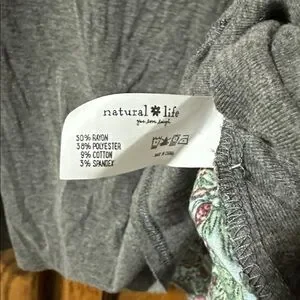 natural life
50% RAYON
38% POLYESTER
9% COTTON
3% SPANDEX